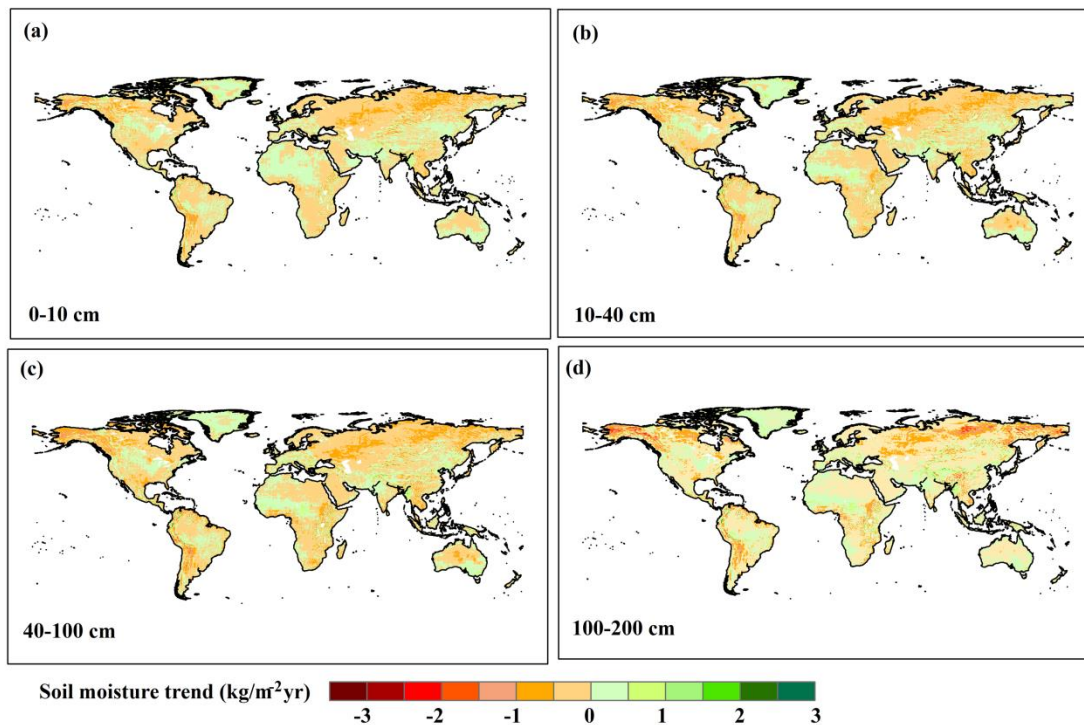 (a)
0-10 cm
(b)
10-40 cm
(c)
40-100 cm
(d)
100-200 cm
Soil moisture trend (kg/m²yr)
-3 -2 -1 0 1 2 3